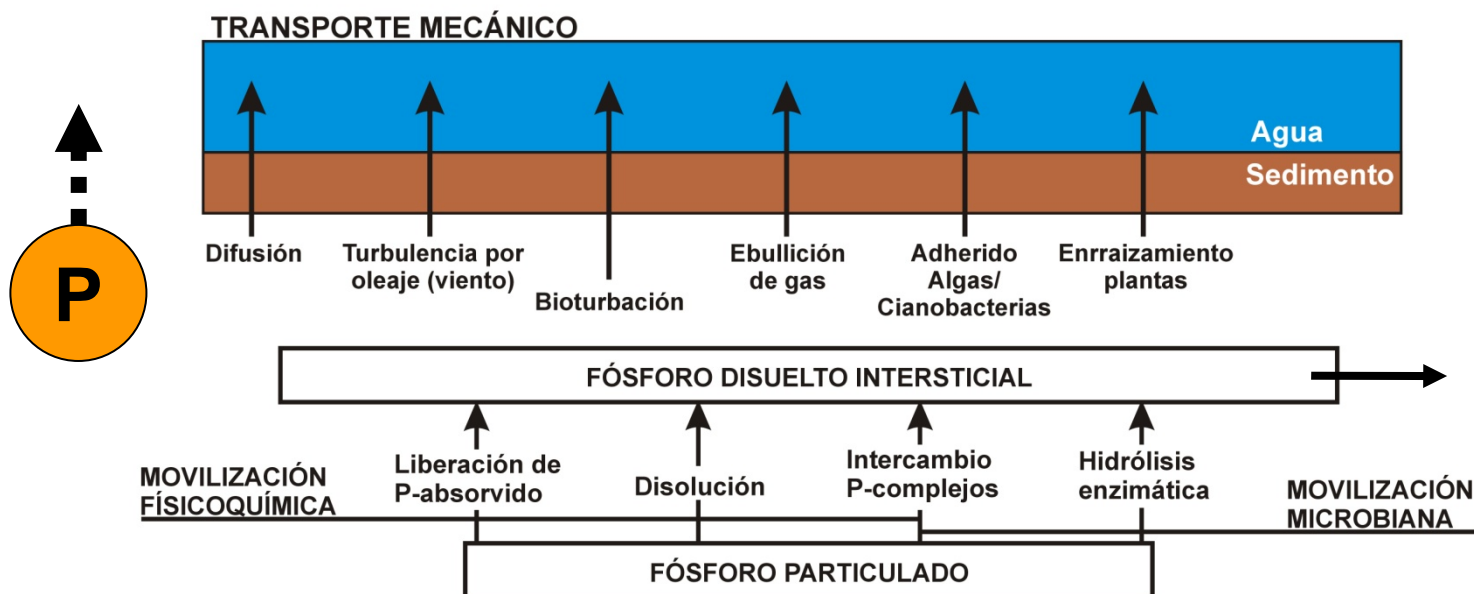 TRANSPORTE MECÁNICO
Agua
Sedimento
P
Difusión
Turbulencia por
oleaje (viento)
Bioturbación
Ebullición
de gas
Adherido
Algas/
Cianobacterias
Enrraizamiento
plantas
FÓSFORO DISUELTO INTERSTICIAL
MOVILIZACIÓN
FÍSICOQUÍMICA
Liberación de
P-absorvido
Disolución
Intercambio
P-complejos
Hidrólisis
enzimática
MOVILIZACIÓN
MICROBIANA
FÓSFORO PARTICULADO